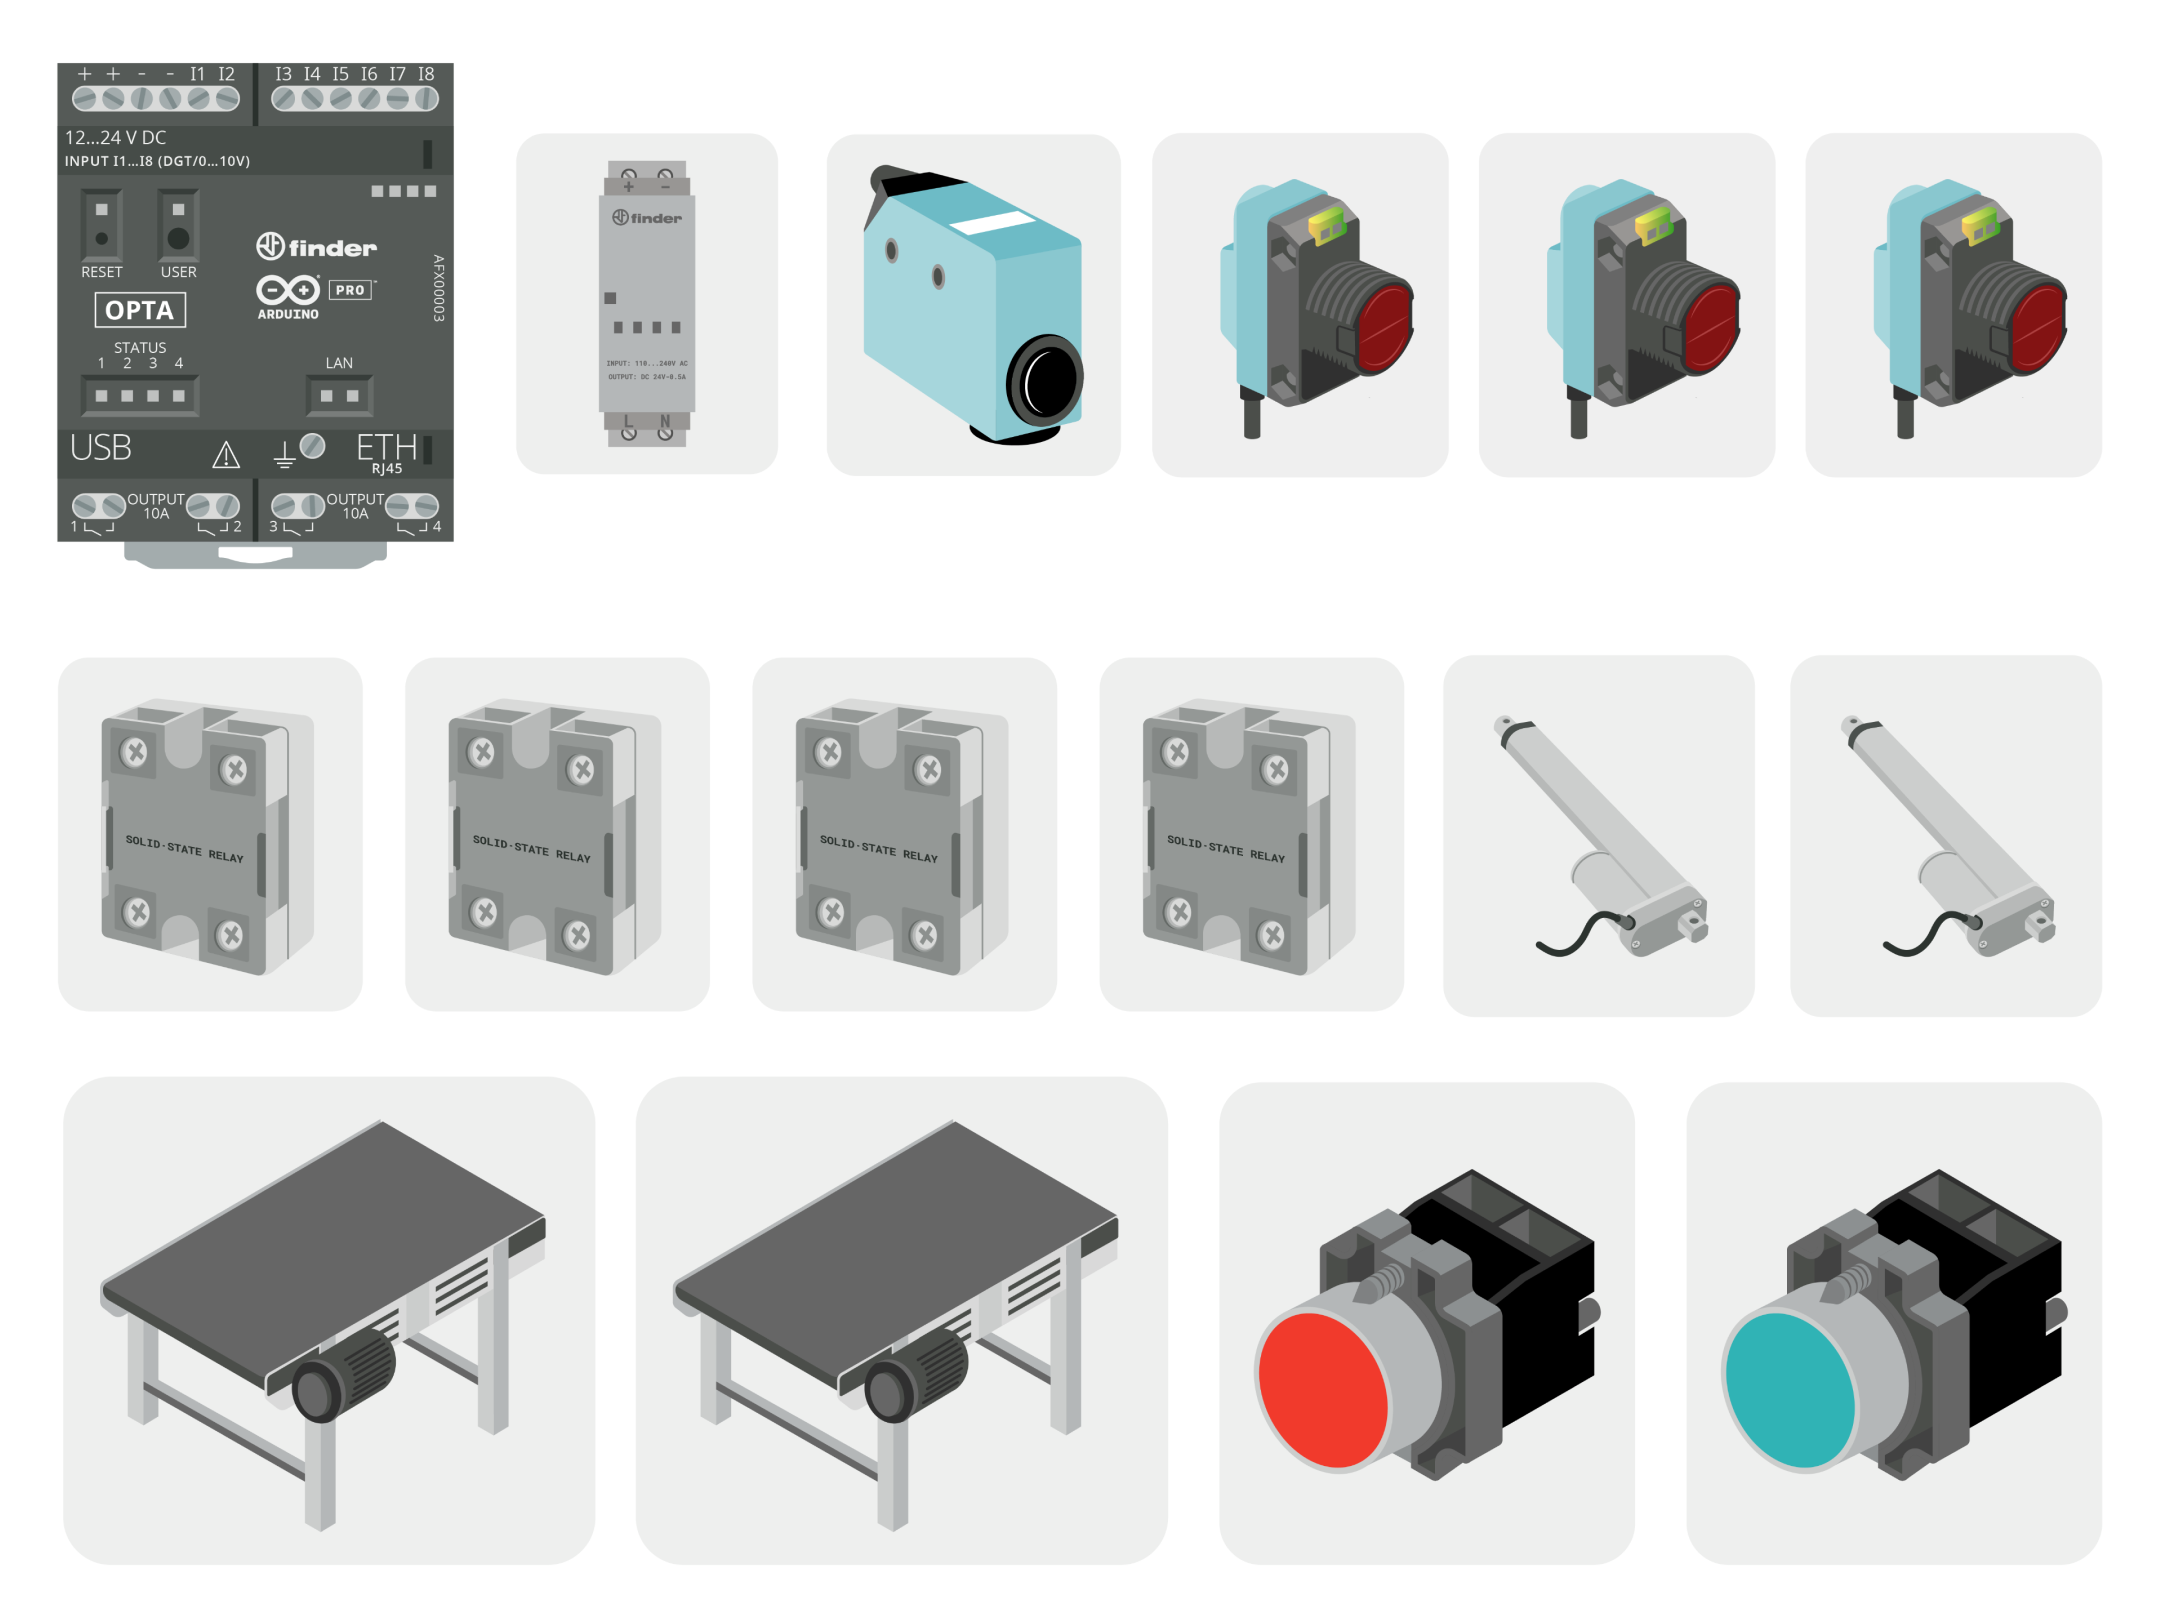 + + - - I1 I2 I3 I4 I5 I6 I7 I8
12...24 V DC
INPUT I1...I8 (DGT/0...10V)
RESET USER
finder
PRO
ARDUINO
AFX00003
OPTA
STATUS
1 2 3 4
LAN
USB
ETH
RJ45
OUTPUT
10A
1 2
OUTPUT
10A
3 4
+ -
finder
INPUT: 110...240V AC
OUTPUT: DC 24V-0.5A
L N
SOLID-STATE RELAY
SOLID-STATE RELAY
SOLID-STATE RELAY
SOLID-STATE RELAY